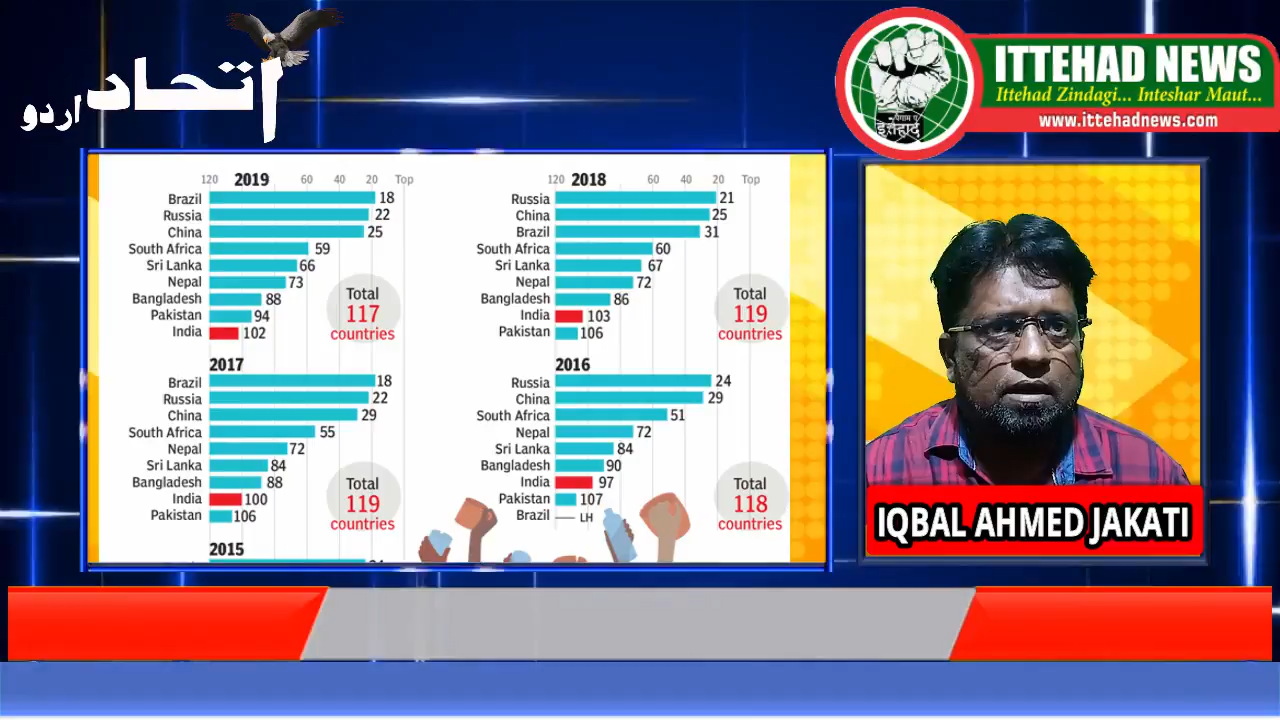 اتحاد اردو
पैग़ाम ए
इत्तेहाद
ITTEHAD NEWS
Ittehad Zindagi... Inteshar Maut...
www.ittehadnews.com
120 2019 60 40 20 Top
Brazil 18
Russia 22
China 25
South Africa 59
Sri Lanka 66
Nepal 73
Bangladesh 88
Pakistan 94
India 102
Total
117
countries
120 2018 60 40 20 Top
Russia 21
China 25
Brazil 31
South Africa 60
Sri Lanka 67
Nepal 72
Bangladesh 86
India 103
Pakistan 106
Total
119
countries
2017
Brazil 18
Russia 22
China 29
South Africa 55
Nepal 72
Sri Lanka 84
Bangladesh 88
India 100
Pakistan 106
Total
119
countries
2016
Russia 24
China 29
South Africa 51
Nepal 72
Sri Lanka 84
Bangladesh 90
India 97
Pakistan 107
Brazil LH
Total
118
countries
2015
IQBAL AHMED JAKATI